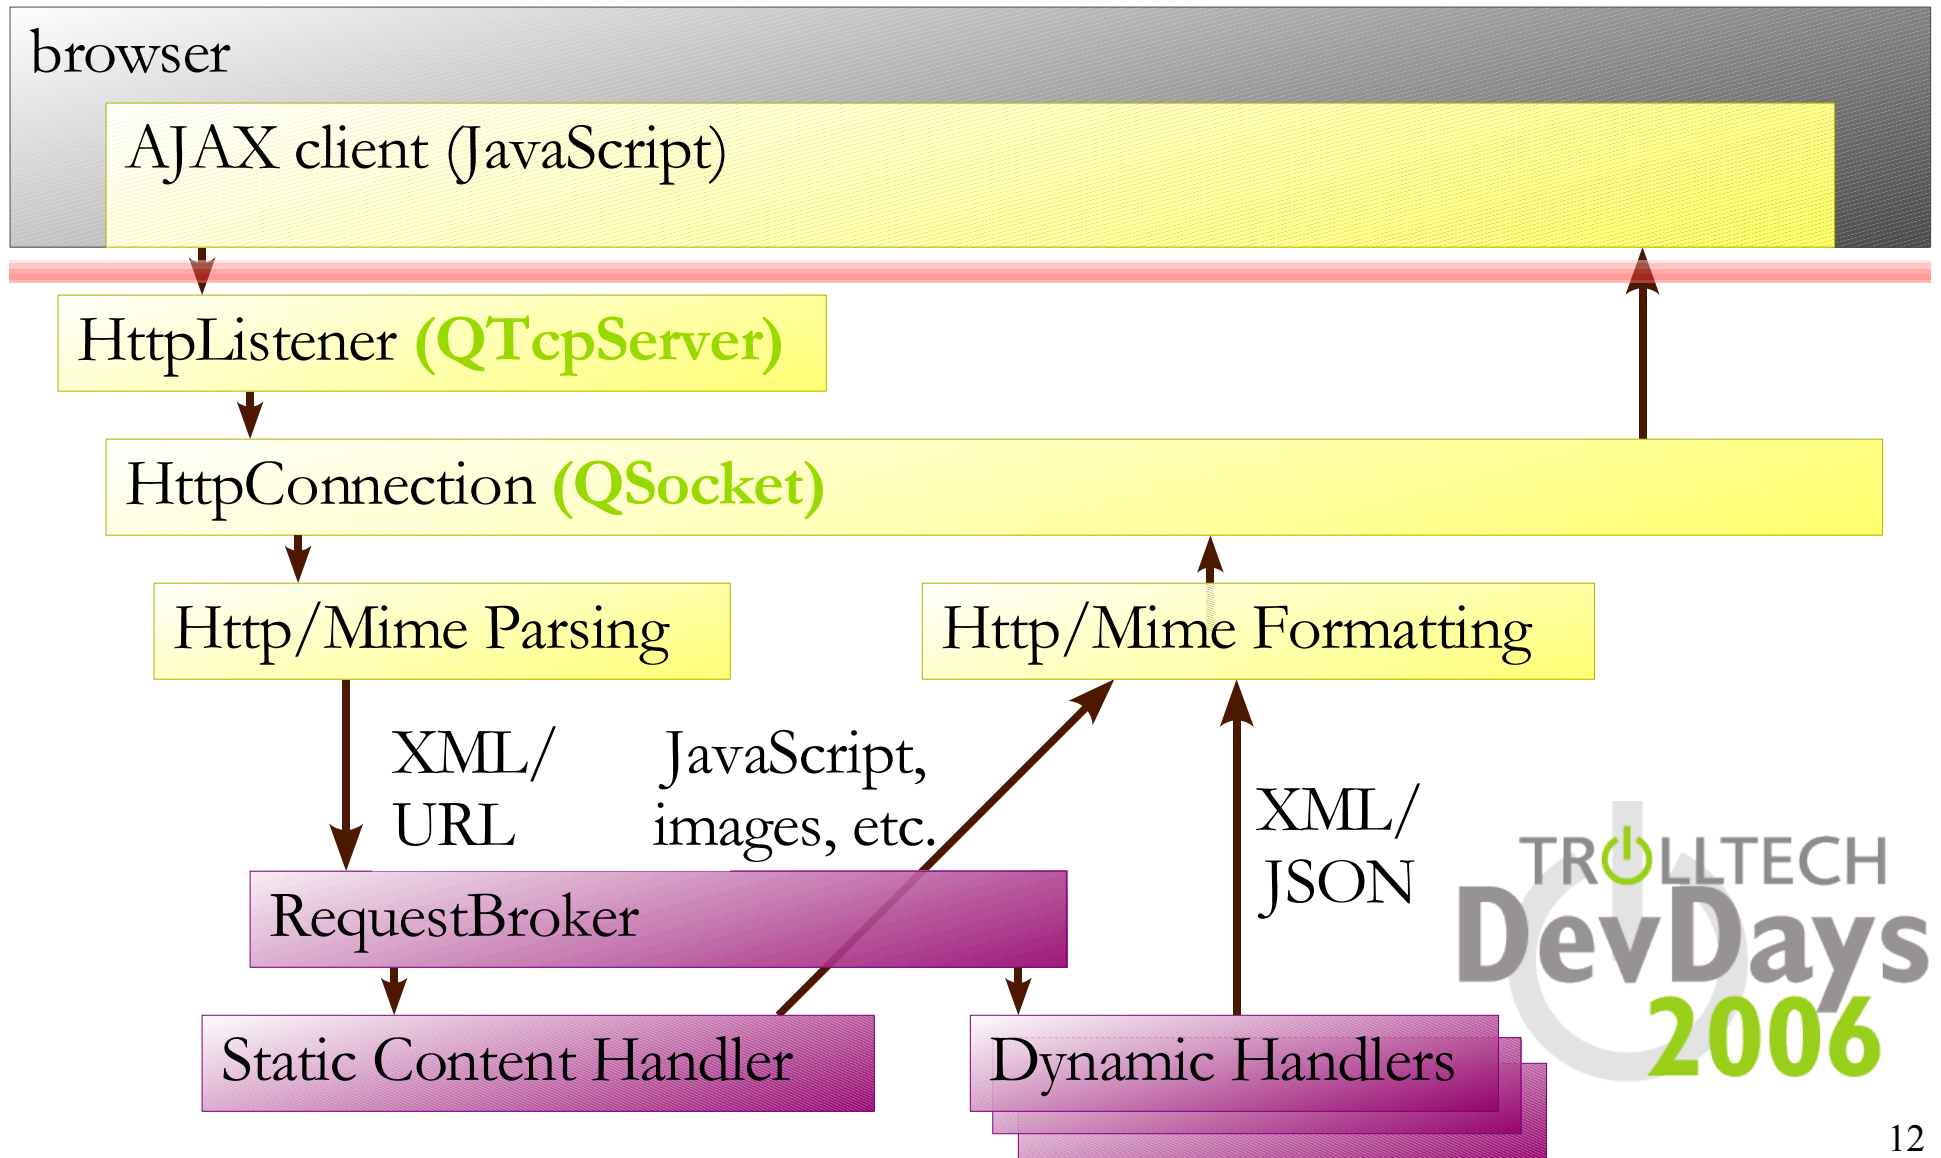 browser
AJAX client (JavaScript)
HttpListener (QTcpServer)
HttpConnection (QSocket)
Http/Mime Parsing
Http/Mime Formatting
XML/
URL
JavaScript,
images, etc.
XML/
JSON
RequestBroker
Static Content Handler
Dynamic Handlers
TROLLTECH
DevDays
2006
12